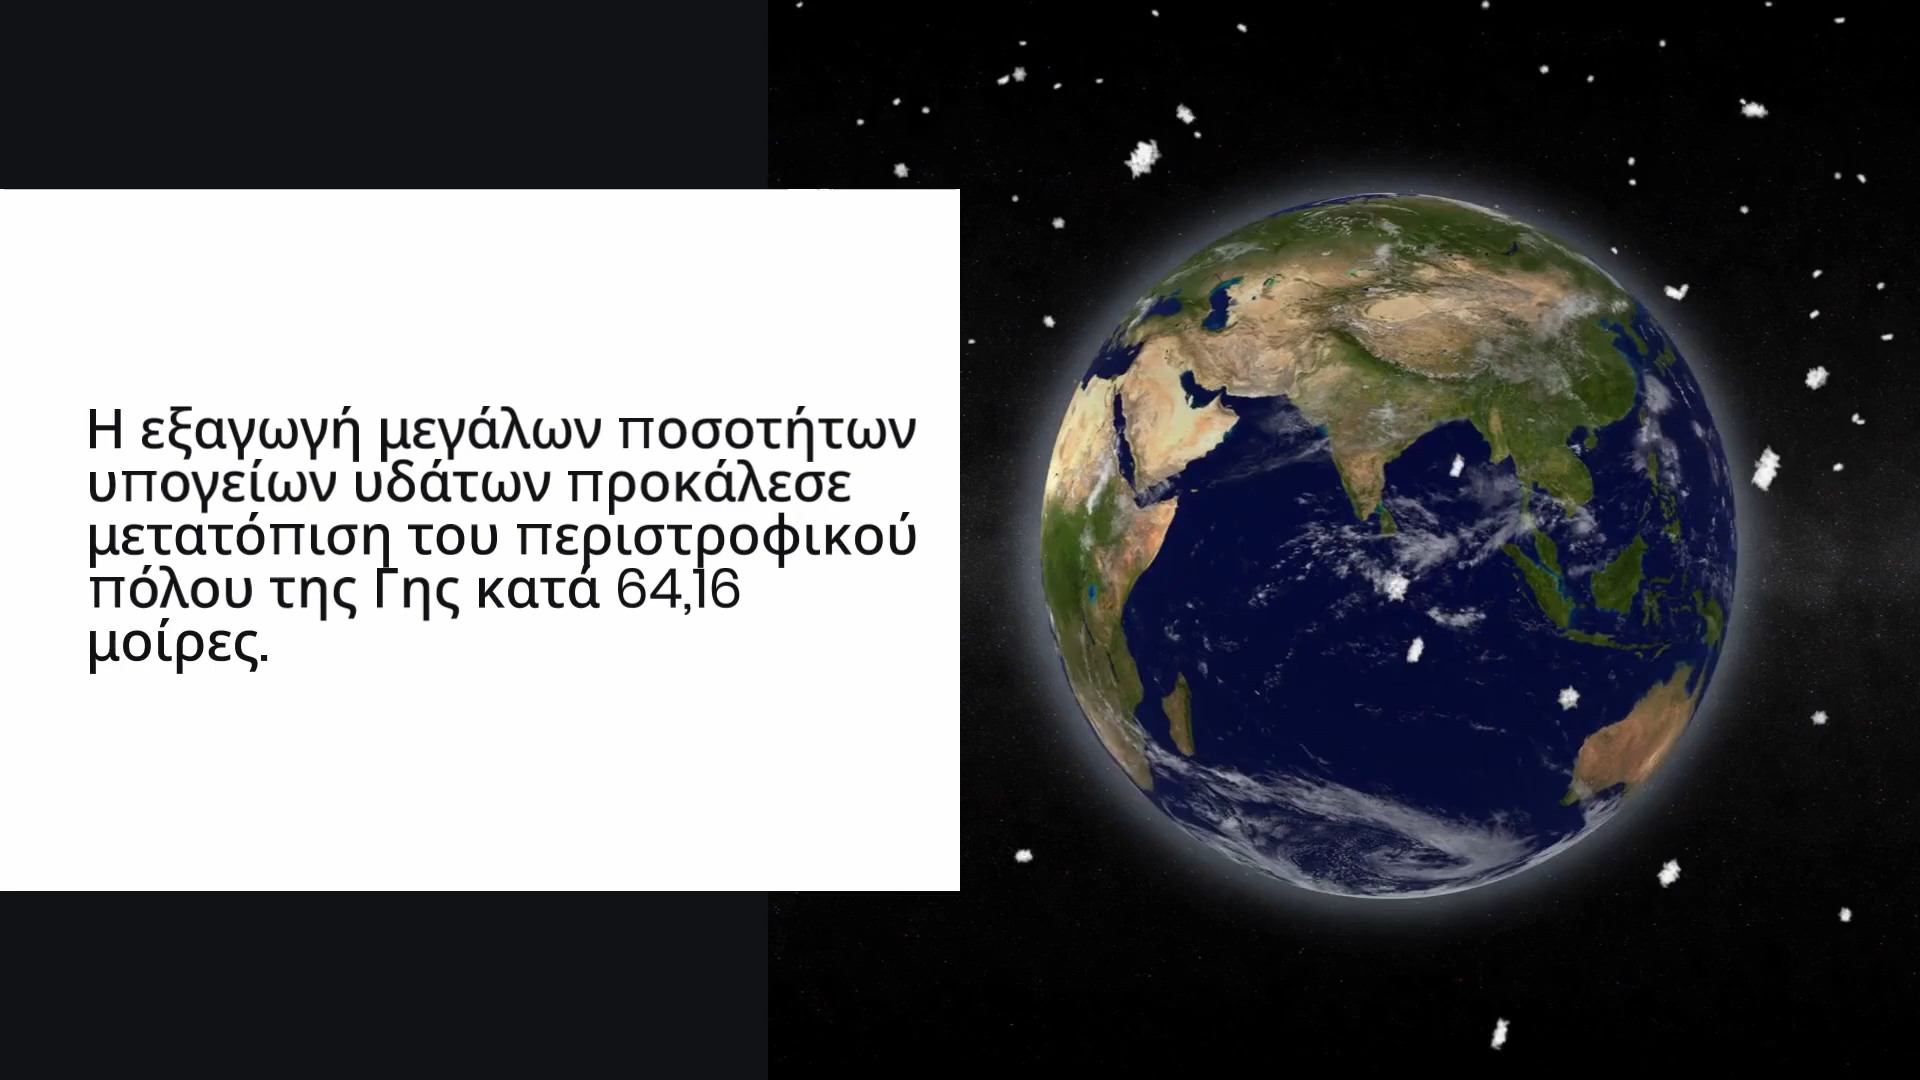 Η εξαγωγή μεγάλων ποσοτήτων
υπογείων υδάτων προκάλεσε
μετατόπιση του περιστροφικού
πόλου της Γης κατά 64,16
μοίρες.